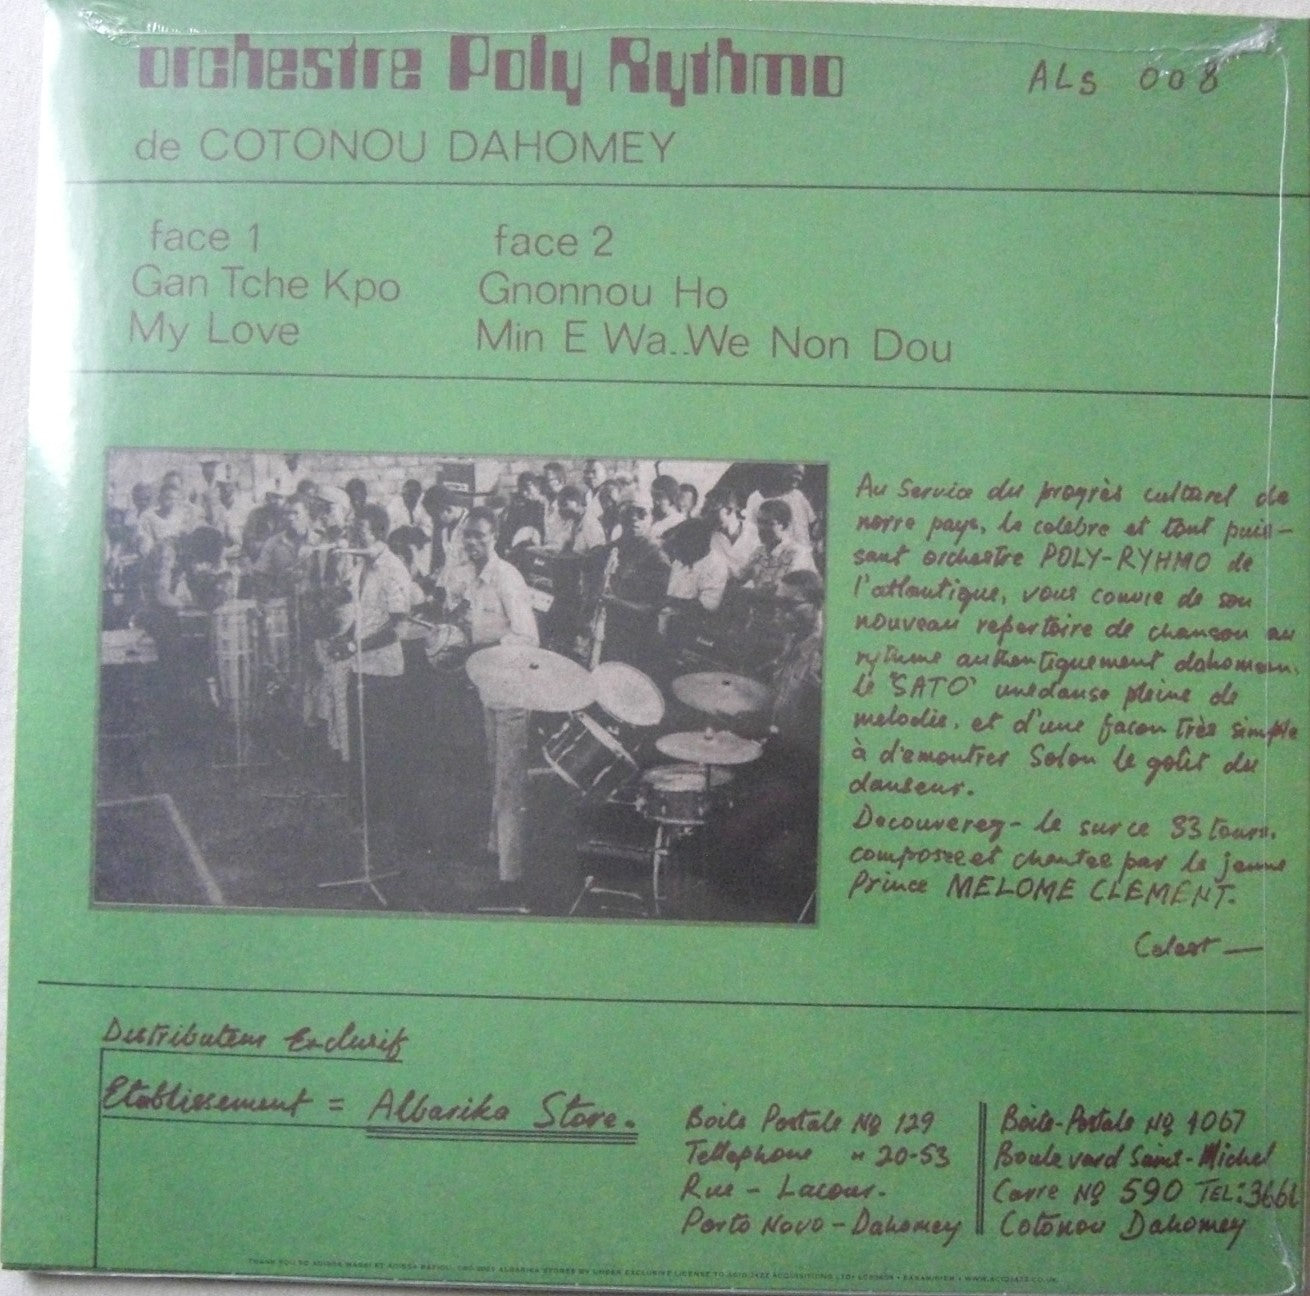 orchestre Poly Rythmo
ALS 008
de COTONOU DAHOMEY
face 1
Gan Tche Kpo
My Love
face 2
Gnonnou Ho
Min E Wa..We Non Dou
Au Service du progrès culturel de
notre pays, le celebre et tout puis-
sant orchestre POLY-RYHMO de
l'atlantique, vous convie de son
nouveau repertoire de chanson au
rytume authentiquement dahomeen.
le "SATO" une danse pleine de
melodie. et d'une facon très simple
à d'emontrer Selon le goût du
danseur.
Decouverez-le sur ce 33 tours.
composee et chantee par le jeune
Prince MELOME CLEMENT.
Celest —
Distributeur Exclusif
Etablissement = Albarika Store.
Boite Postale No 129
Telephone " 20-53
Rue - Lacour.
Porto Novo - Dahomey
Boite-Postale No 1067
Boulevard Saint-Michel
Carre No 590 TEL:3661
Cotonou Dahomey